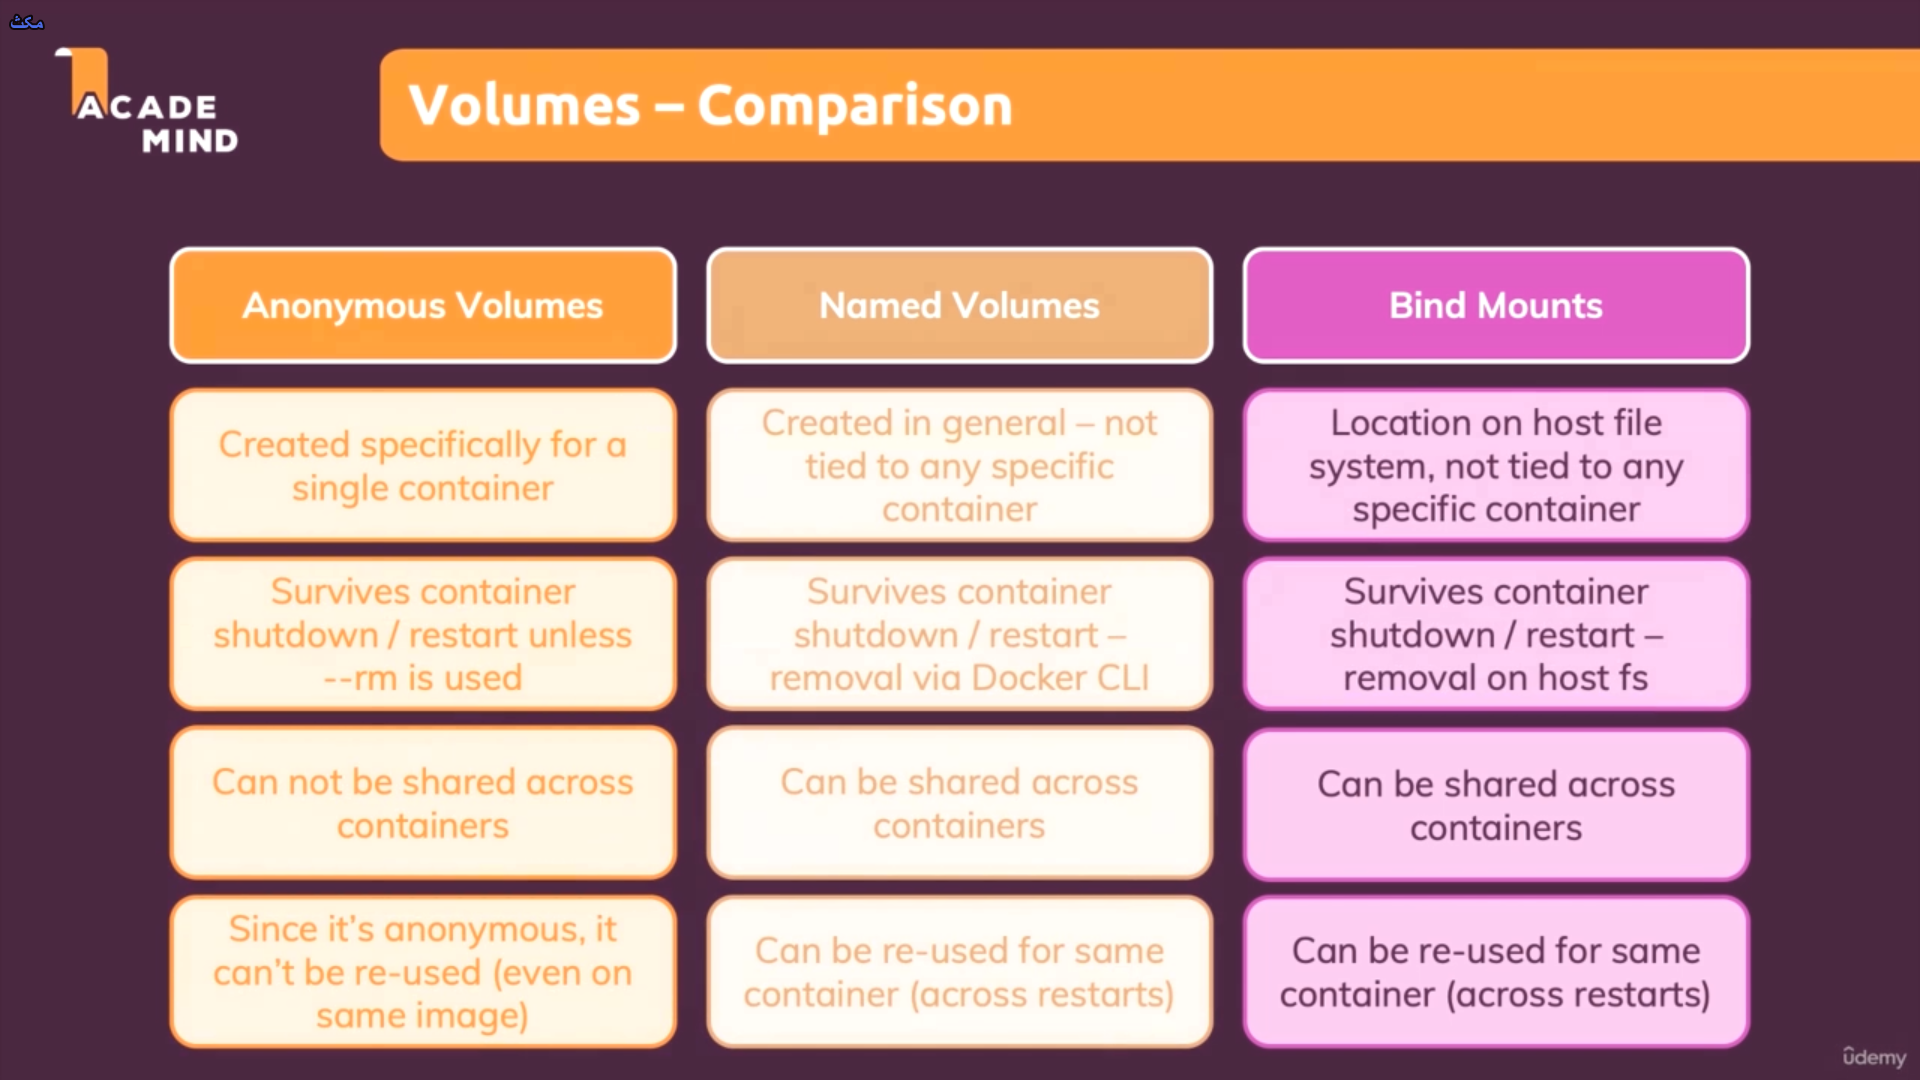 مكث
ACADE
MIND
Volumes – Comparison
Anonymous Volumes
Named Volumes
Bind Mounts
Created specifically for a
single container
Created in general – not
tied to any specific
container
Location on host file
system, not tied to any
specific container
Survives container
shutdown / restart unless
--rm is used
Survives container
shutdown / restart –
removal via Docker CLI
Survives container
shutdown / restart –
removal on host fs
Can not be shared across
containers
Can be shared across
containers
Can be shared across
containers
Since it’s anonymous, it
can’t be re-used (even on
same image)
Can be re-used for same
container (across restarts)
Can be re-used for same
container (across restarts)
ûdemy